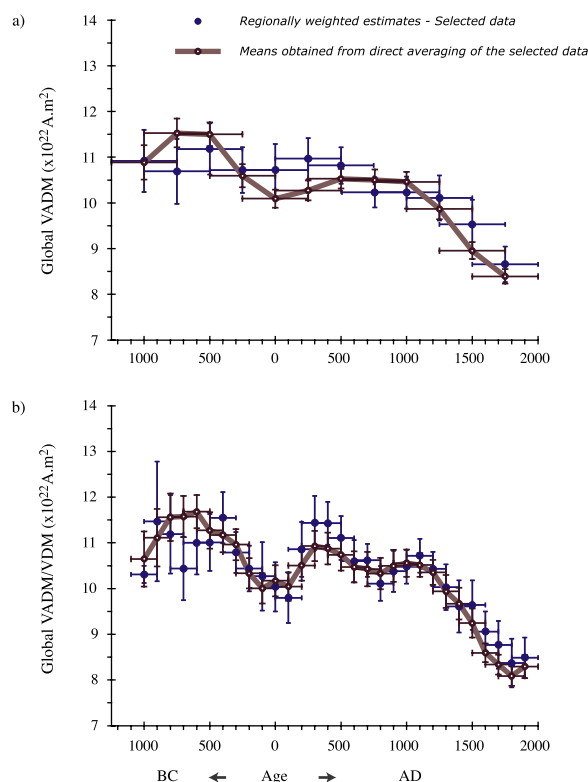 a)
Regionally weighted estimates - Selected data
Means obtained from direct averaging of the selected data
Global VADM (x10²²A.m²)
14
13
12
11
10
9
8
7
1000 500 0 500 1000 1500 2000
b)
Global VADM/VDM (x10²²A.m²)
14
13
12
11
10
9
8
7
1000 500 0 500 1000 1500 2000
BC Age AD